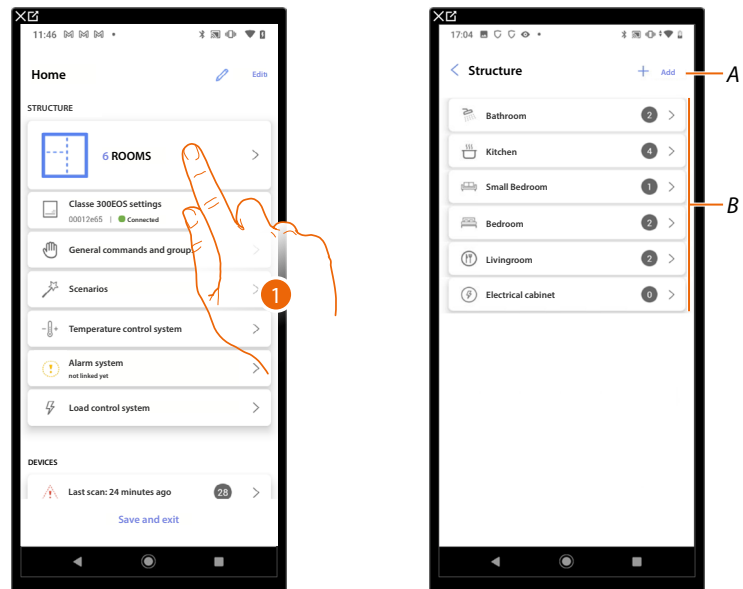 11:46
Home
Edit
STRUCTURE
6 ROOMS
Classe 300EOS settings
00012e65 | Connected
General commands and group
Scenarios
1
Temperature control system
Alarm system
not linked yet
Load control system
DEVICES
Last scan: 24 minutes ago
28
Save and exit
17:04
Structure
+ Add
A
Bathroom
2
Kitchen
4
Small Bedroom
1
B
Bedroom
2
Livingroom
2
Electrical cabinet
0